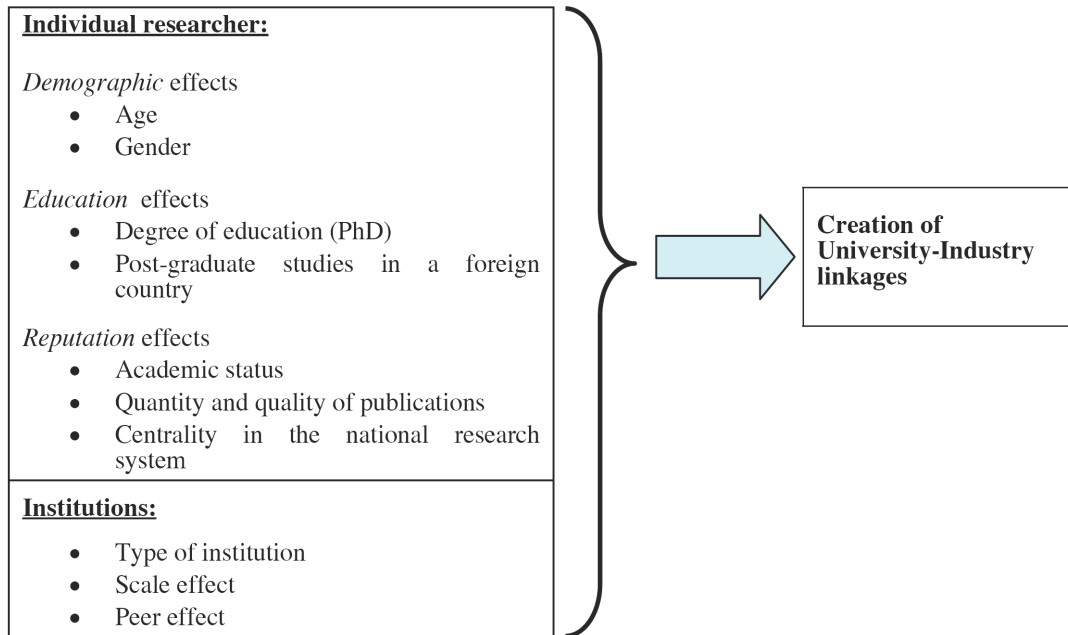 Individual researcher:
Demographic effects
• Age
• Gender
Education effects
• Degree of education (PhD)
• Post-graduate studies in a foreign
country
Reputation effects
• Academic status
• Quantity and quality of publications
• Centrality in the national research
system
Institutions:
• Type of institution
• Scale effect
• Peer effect
Creation of
University-Industry
linkages